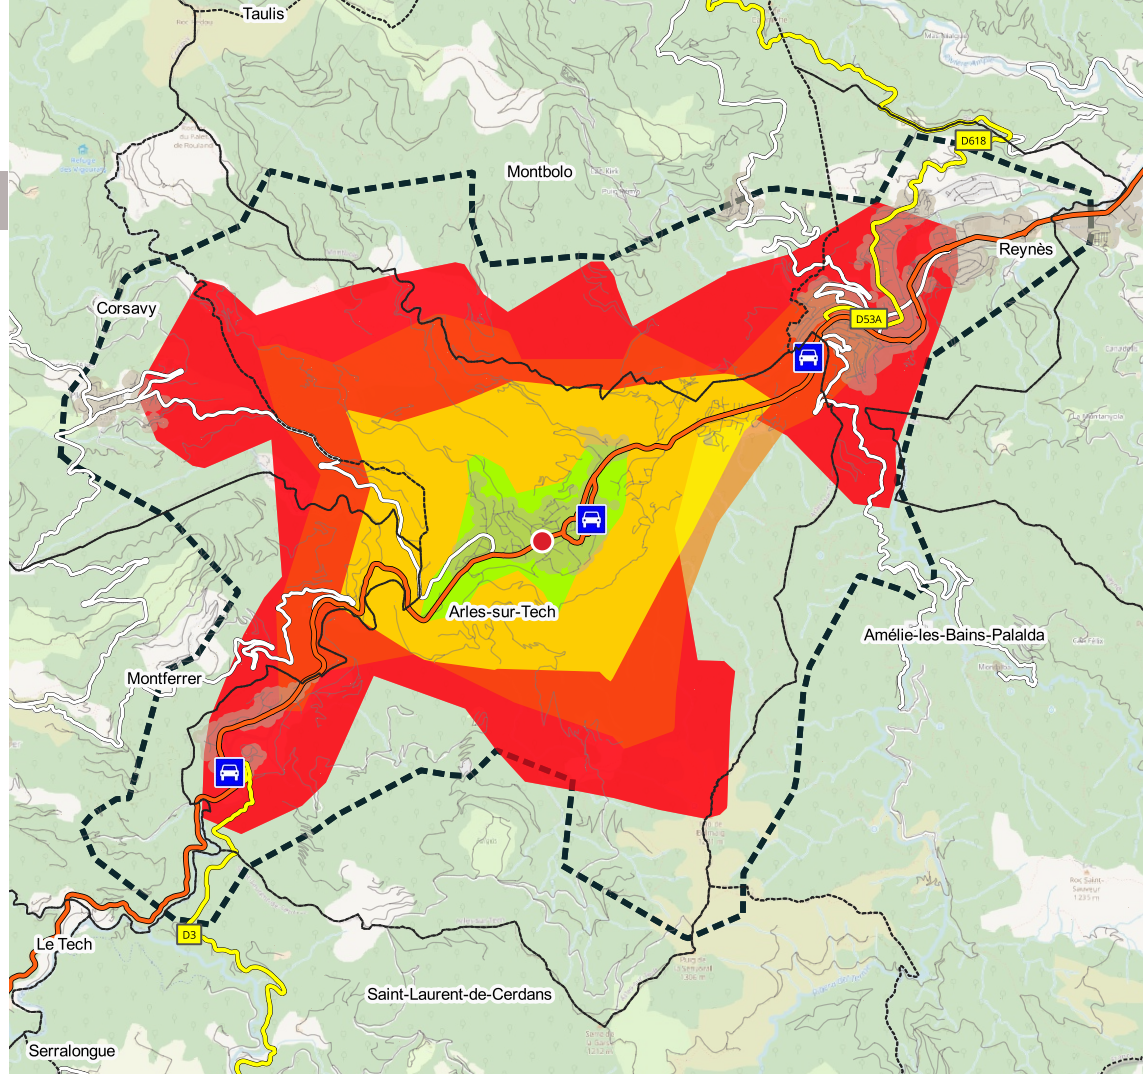 Taulis
D618
Montbolo
Reynès
Corsavy
D53A
Arles-sur-Tech
Amélie-les-Bains-Palalda
Montferrer
D3
Le Tech
Saint-Laurent-de-Cerdans
Serralongue